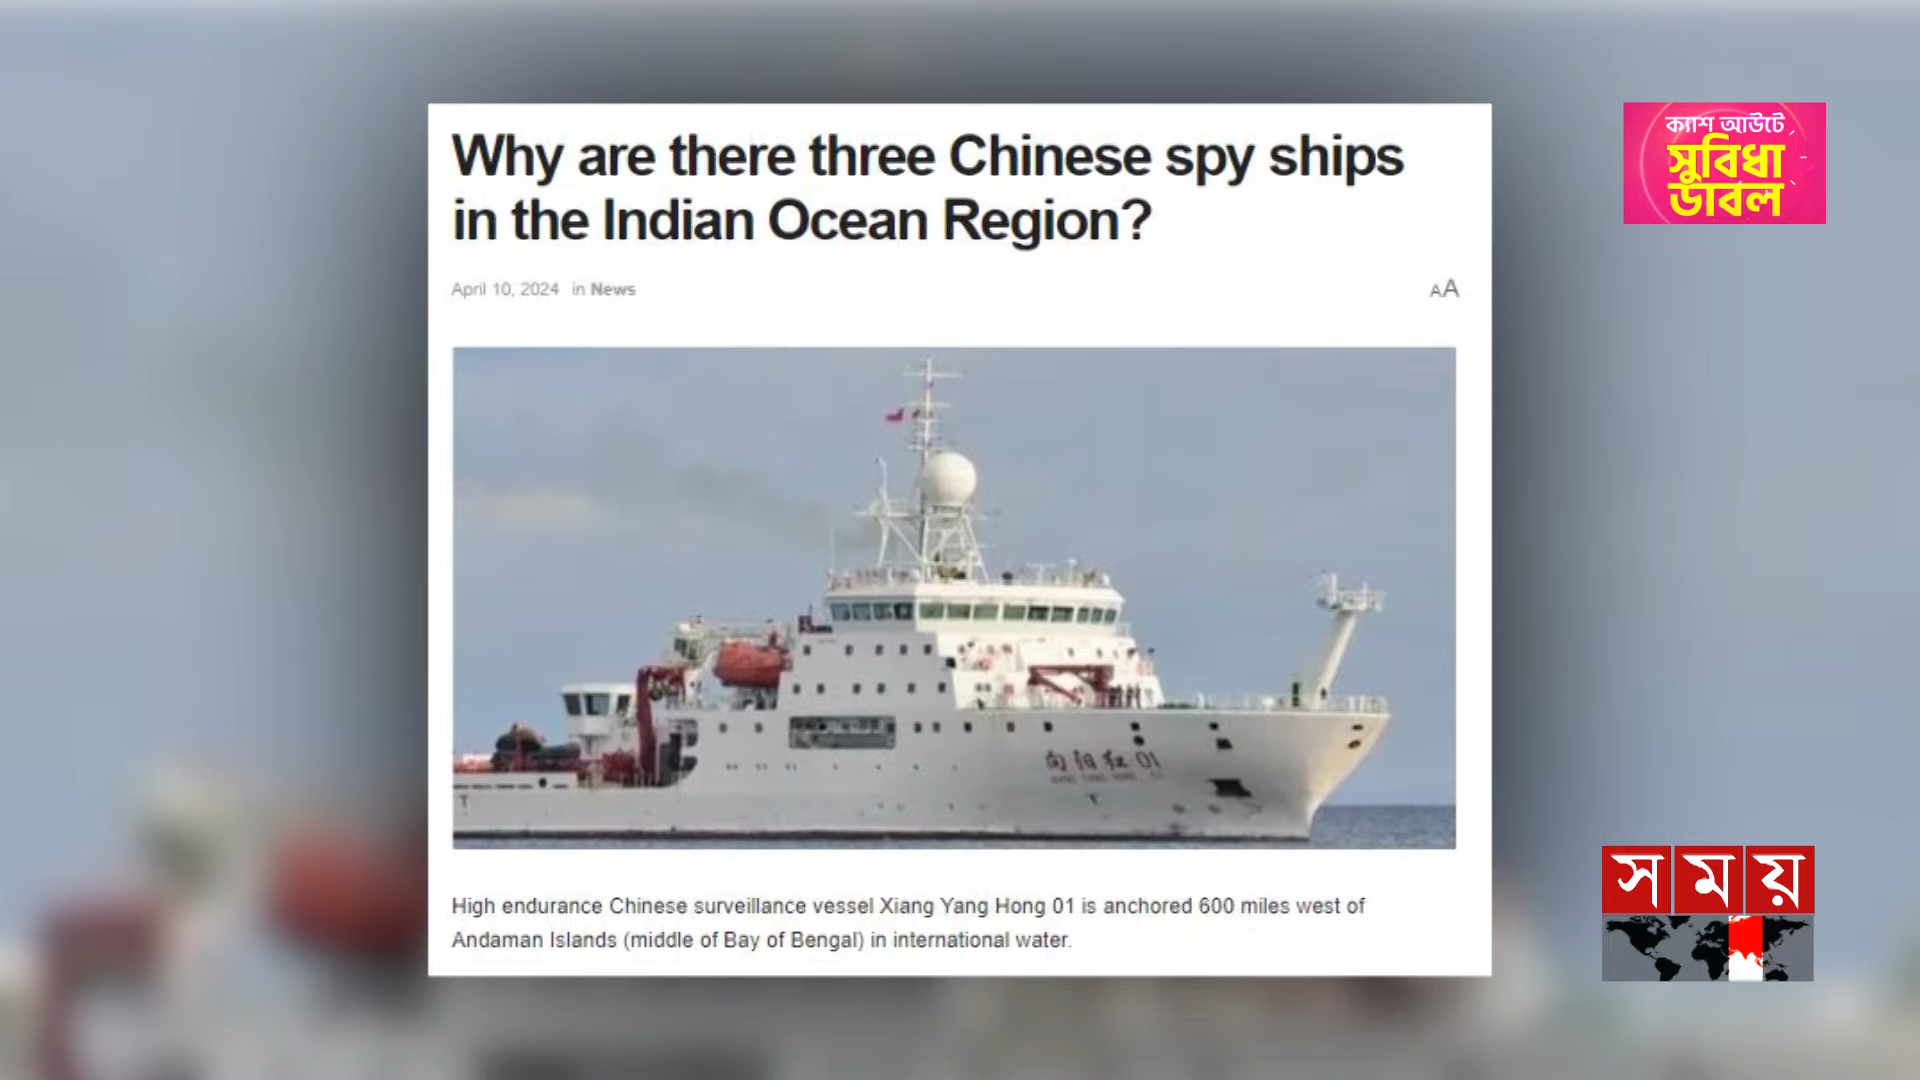 Why are there three Chinese spy ships
in the Indian Ocean Region?
April 10, 2024 in News
AA
向阳红 01
High endurance Chinese surveillance vessel Xiang Yang Hong 01 is anchored 600 miles west of
Andaman Islands (middle of Bay of Bengal) in international water.
ক্যাশ আউটে
সুবিধা
ডাবল
সময়